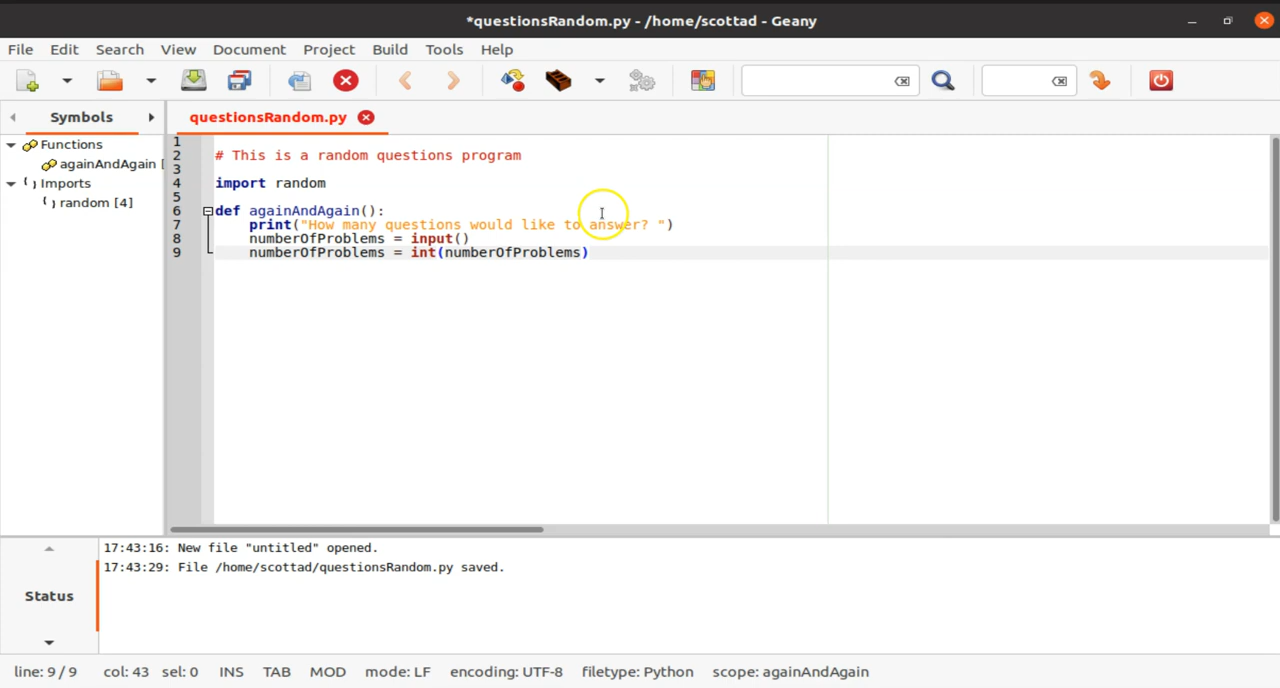 *questionsRandom.py - /home/scottad - Geany
File Edit Search View Document Project Build Tools Help
Symbols questionsRandom.py
Functions
againAndAgain [
Imports
random [4]
1
2 # This is a random questions program
3
4 import random
5
6 def againAndAgain():
7 print("How many questions would like to answer? ")
8 numberOfProblems = input()
9 numberOfProblems = int(numberOfProblems)
Status
17:43:16: New file "untitled" opened.
17:43:29: File /home/scottad/questionsRandom.py saved.
line: 9 / 9 col: 43 sel: 0 INS TAB MOD mode: LF encoding: UTF-8 filetype: Python scope: againAndAgain